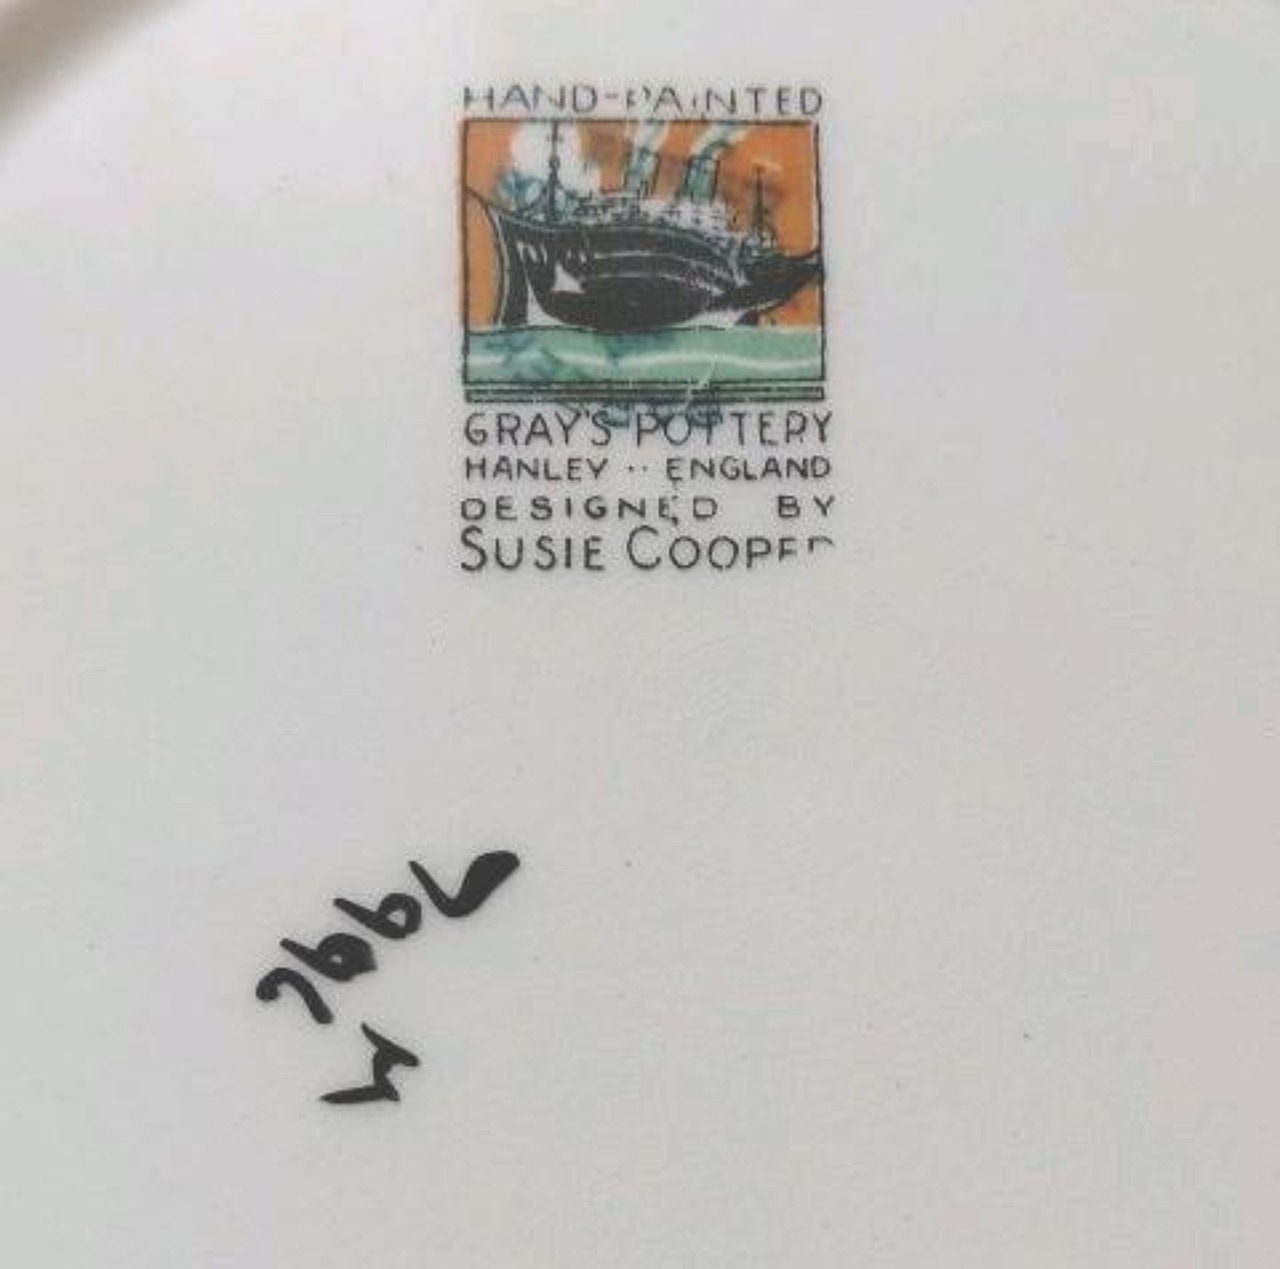 HAND-PAINTED
GRAY'S POTTERY
HANLEY ·· ENGLAND
DESIGNED BY
SUSIE COOPER